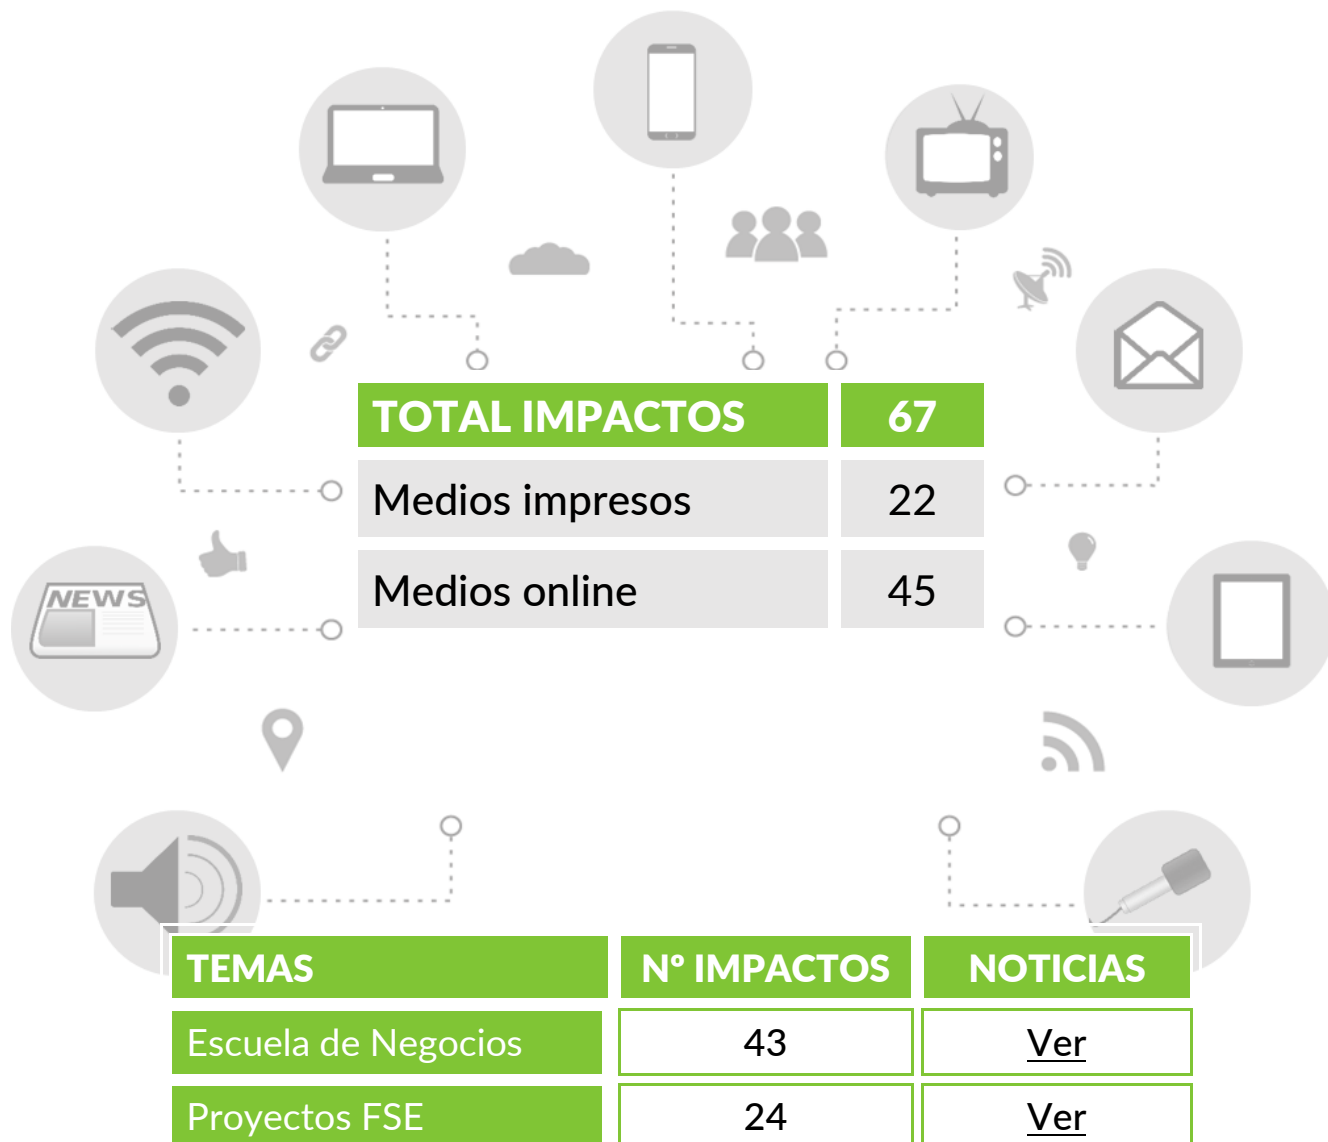 TOTAL IMPACTOS 67
Medios impresos 22
Medios online 45
NEWS
TEMAS Nº IMPACTOS NOTICIAS
Escuela de Negocios 43 Ver
Proyectos FSE 24 Ver